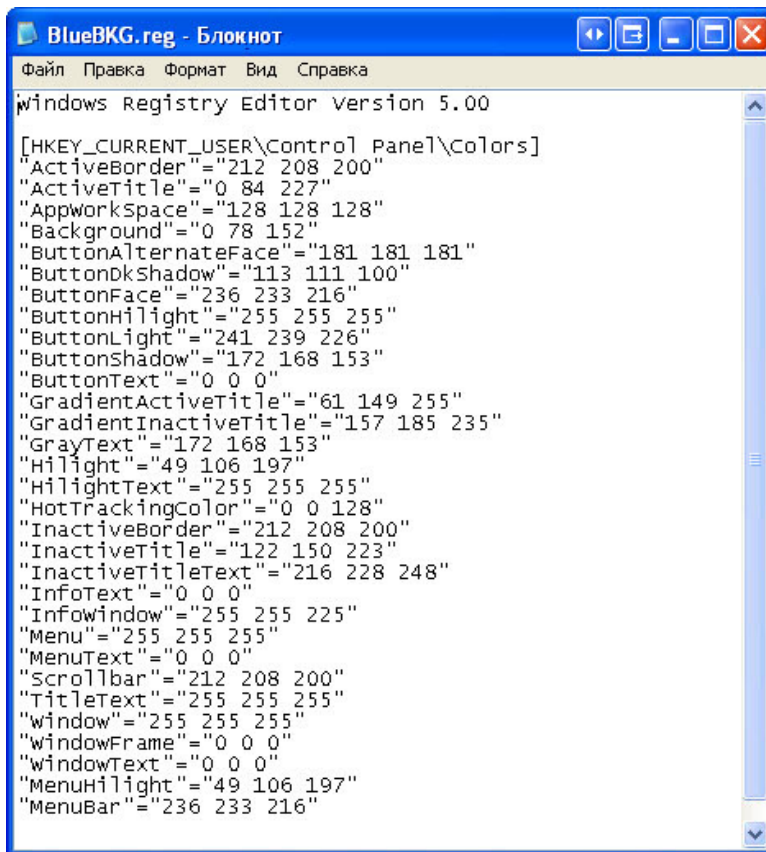 BlueBKG.reg - Блокнот
Файл Правка Формат Вид Справка
Windows Registry Editor Version 5.00
[HKEY_CURRENT_USER\Control Panel\Colors]
"ActiveBorder"="212 208 200"
"ActiveTitle"="0 84 227"
"AppWorkSpace"="128 128 128"
"Background"="0 78 152"
"ButtonAlternateFace"="181 181 181"
"ButtonDkShadow"="113 111 100"
"ButtonFace"="236 233 216"
"ButtonHilight"="255 255 255"
"ButtonLight"="241 239 226"
"ButtonShadow"="172 168 153"
"ButtonText"="0 0 0"
"GradientActiveTitle"="61 149 255"
"GradientInactiveTitle"="157 185 235"
"GrayText"="172 168 153"
"Hilight"="49 106 197"
"HilightText"="255 255 255"
"HotTrackingColor"="0 0 128"
"InactiveBorder"="212 208 200"
"InactiveTitle"="122 150 223"
"InactiveTitleText"="216 228 248"
"InfoText"="0 0 0"
"InfoWindow"="255 255 225"
"Menu"="255 255 255"
"MenuText"="0 0 0"
"Scrollbar"="212 208 200"
"TitleText"="255 255 255"
"Window"="255 255 255"
"WindowFrame"="0 0 0"
"WindowText"="0 0 0"
"MenuHilight"="49 106 197"
"MenuBar"="236 233 216"